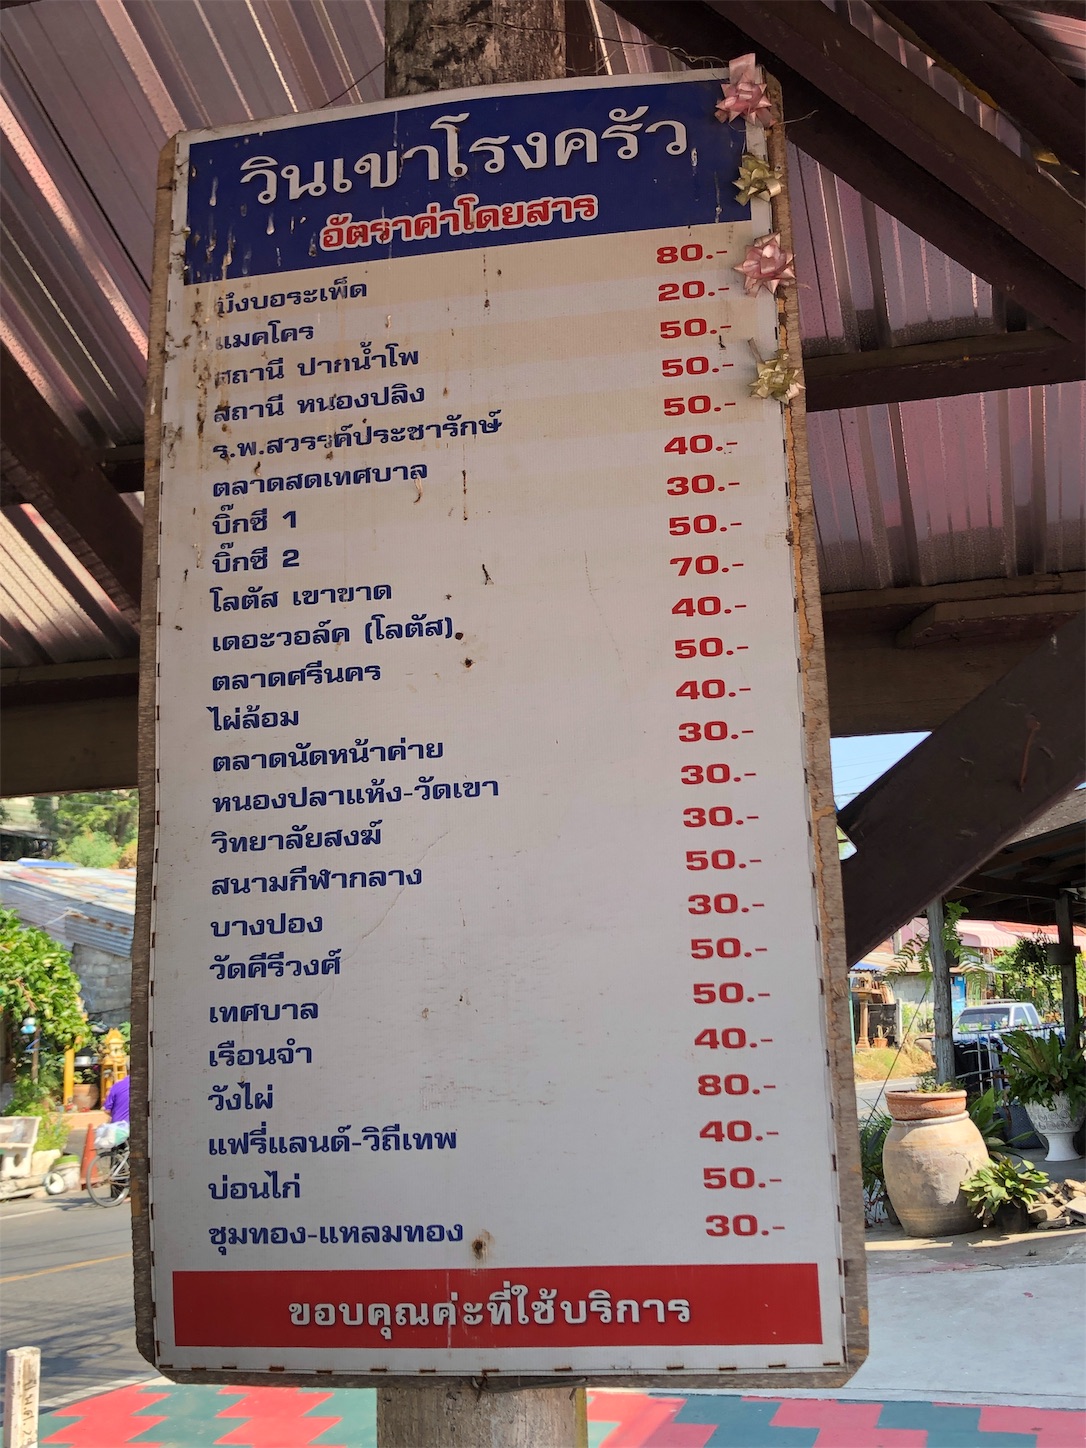 วินเขาโรงครัว
อัตราค่าโดยสาร
บึงบอระเพ็ด 80.-
แมคโคร 20.-
สถานี ปากน้ำโพ 50.-
สถานี หนองปลิง 50.-
ร.พ.สวรรค์ประชารักษ์ 50.-
ตลาดสดเทศบาล 40.-
บิ๊กซี 1 30.-
บิ๊กซี 2 50.-
โลตัส เขาขาด 70.-
เดอะวอล์ค (โลตัส) 40.-
ตลาดศรีนคร 50.-
ไผ่ล้อม 40.-
ตลาดนัดหน้าค่าย 30.-
หนองปลาแห้ง-วัดเขา 30.-
วิทยาลัยสงฆ์ 30.-
สนามกีฬากลาง 50.-
บางปอง 30.-
วัดคีรีวงศ์ 50.-
เทศบาล 50.-
เรือนจำ 40.-
วังไผ่ 80.-
แฟรี่แลนด์-วิถีเทพ 40.-
บ่อนไก่ 50.-
ชุมทอง-แหลมทอง 30.-
ขอบคุณค่ะที่ใช้บริการ